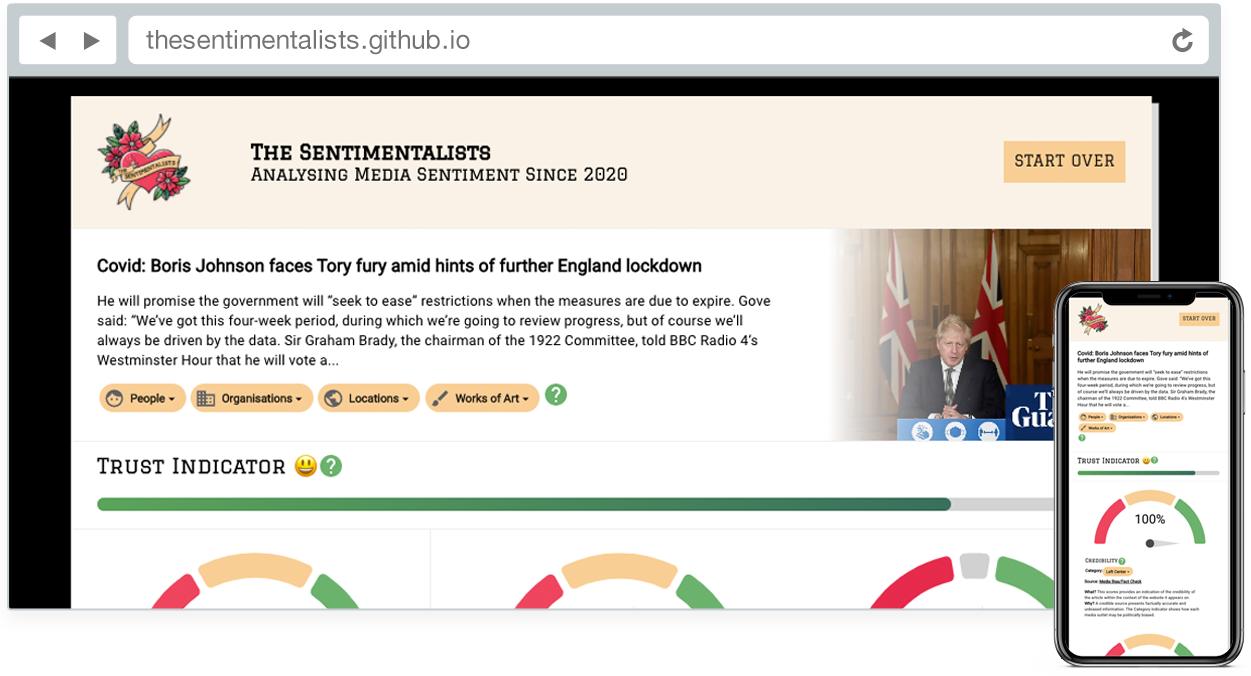 thesentimentalists.github.io
THE SENTIMENTALISTS
THE SENTIMENTALISTS
ANALYSING MEDIA SENTIMENT SINCE 2020
START OVER
Covid: Boris Johnson faces Tory fury amid hints of further England lockdown
He will promise the government will “seek to ease” restrictions when the measures are due to expire. Gove
said: “We’ve got this four-week period, during which we’re going to review progress, but of course we’ll
always be driven by the data. Sir Graham Brady, the chairman of the 1922 Committee, told BBC Radio 4’s
Westminster Hour that he will vote a...
People
Organisations
Locations
Works of Art
?
Th
Gua
TRUST INDICATOR ?
START OVER
Covid: Boris Johnson faces Tory fury amid hints of
further England lockdown
He will promise the government will “seek to ease” restrictions
when the measures are due to expire. Gove said: “We’ve got this
four-week period, during which we’re going to review progress, but
of course we’ll always be driven by the data. Sir Graham Brady, the
chairman of the 1922 Committee, told BBC Radio 4’s Westminster
Hour that he will vote a...
People
Organisations
Locations
Works of Art
?
TRUST INDICATOR ?
100%
CREDIBILITY ?
Category: Left Center
Source: Media Bias/Fact Check
What? This scores provides an indication of the credibility of
the article within the context of the website it appears on
Why? A credible source presents factually accurate and
unbiased information. The Category indicator shows how each
media outlet may be politically biased.